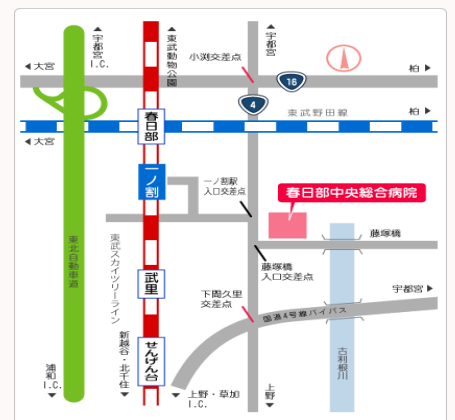 宇都宮
I.C.
東武動物公園
宇都宮
小渕交差点
大宮
16
柏
4
東武野田線
柏
春日部
大宮
一ノ割
一ノ割駅
入口交差点
春日部中央総合病院
東北自動車道
東武スカイツリーライン
藤塚橋
武里
藤塚橋
入口交差点
下間久里
交差点
宇都宮
国道4号線バイパス
新越谷・北千住
せんげん台
古利根川
浦和
I.C.
上野・草加
I.C.
上野